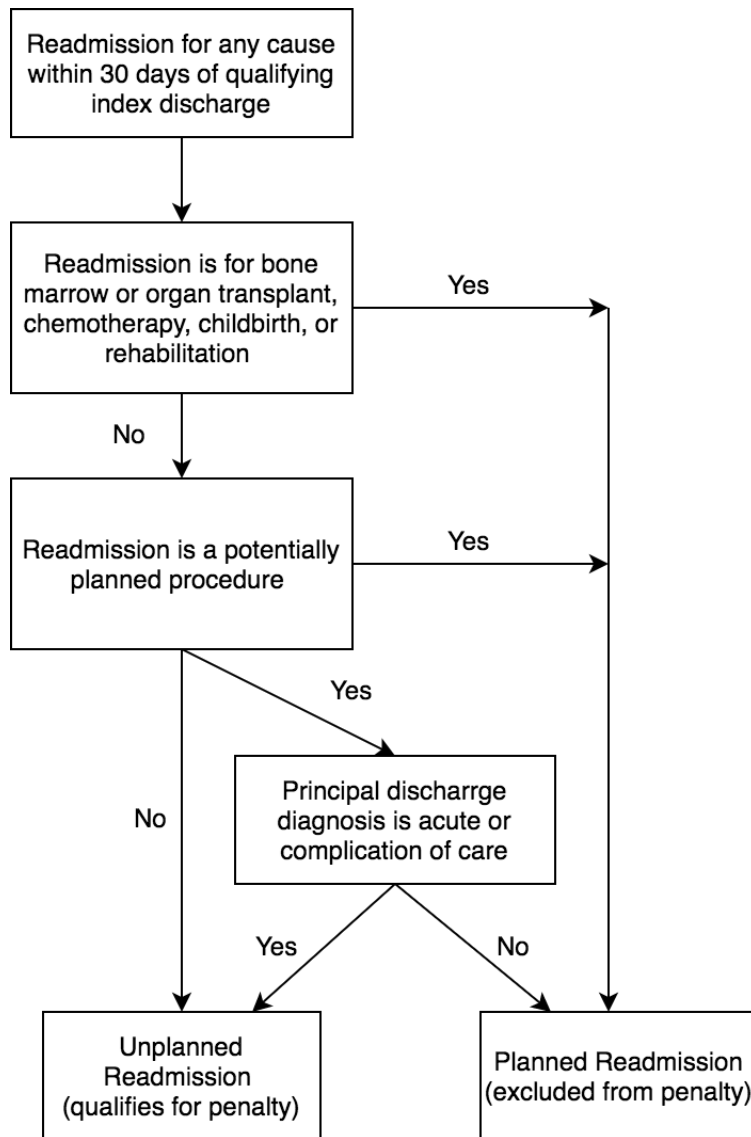 Readmission for any cause
within 30 days of qualifying
index discharge
Readmission is for bone
marrow or organ transplant,
chemotherapy, childbirth, or
rehabilitation
Yes
No
Readmission is a potentially
planned procedure
Yes
Yes
No
Principal discharrge
diagnosis is acute or
complication of care
Yes
No
Unplanned
Readmission
(qualifies for penalty)
Planned Readmission
(excluded from penalty)